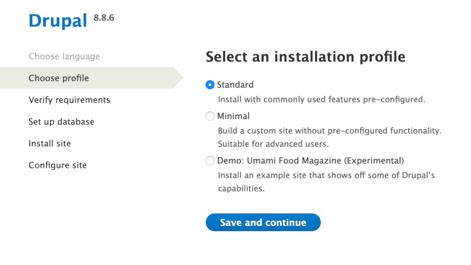 Drupal 8.8.6
Choose language
Choose profile
Verify requirements
Set up database
Install site
Configure site
Select an installation profile
Standard
Install with commonly used features pre-configured.
Minimal
Build a custom site without pre-configured functionality.
Suitable for advanced users.
Demo: Umami Food Magazine (Experimental)
Install an example site that shows off some of Drupal's
capabilities.
Save and continue